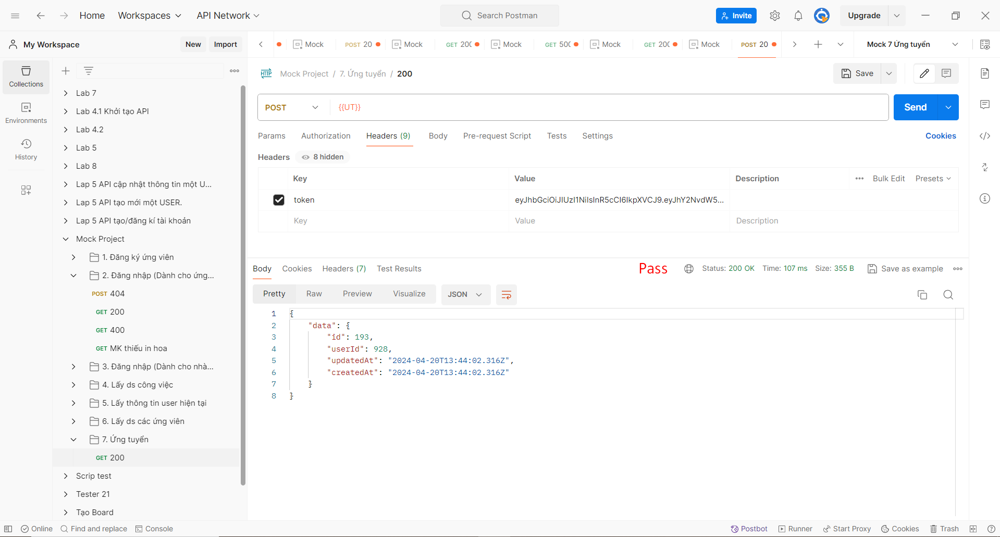 Home Workspaces API Network Search Postman Invite Upgrade
My Workspace New Import
Mock POST 20 Mock GET 200 Mock GET 500 Mock GET 200 Mock POST 20 Mock 7 Ứng tuyển
Collections
Environments
History
Lab 7
Lab 4.1 Khởi tạo API
Lab 4.2
Lab 5
Lab 8
Lap 5 API cập nhật thông tin một U...
Lap 5 API tạo mới một USER.
Lap 5 API tạo/đăng kí tài khoản
Mock Project
1. Đăng ký ứng viên
2. Đăng nhập (Dành cho ứng...
POST 404
GET 200
GET 400
GET MK thiếu in hoa
3. Đăng nhập (Dành cho nhà...
4. Lấy ds công việc
5. Lấy thông tin user hiện tại
6. Lấy ds các ứng viên
7. Ứng tuyển
GET 200
Scrip test
Tester 21
Tạo Board
HTTP Mock Project / 7. Ứng tuyển / 200 Save
POST {{UT}} Send
Params Authorization Headers (9) Body Pre-request Script Tests Settings Cookies
Headers 8 hidden
Key Value Description Bulk Edit Presets
token eyJhbGciOiJIUzI1NiIsInR5cCI6IkpXVCJ9.eyJhY2NvdW5...
Key Value Description
Body Cookies Headers (7) Test Results Pass Status: 200 OK Time: 107 ms Size: 355 B Save as example
Pretty Raw Preview Visualize JSON
1 {
2 "data": {
3 "id": 193,
4 "userId": 928,
5 "updatedAt": "2024-04-20T13:44:02.316Z",
6 "createdAt": "2024-04-20T13:44:02.316Z"
7 }
8 }
Online Find and replace Console Postbot Runner Start Proxy Cookies Trash